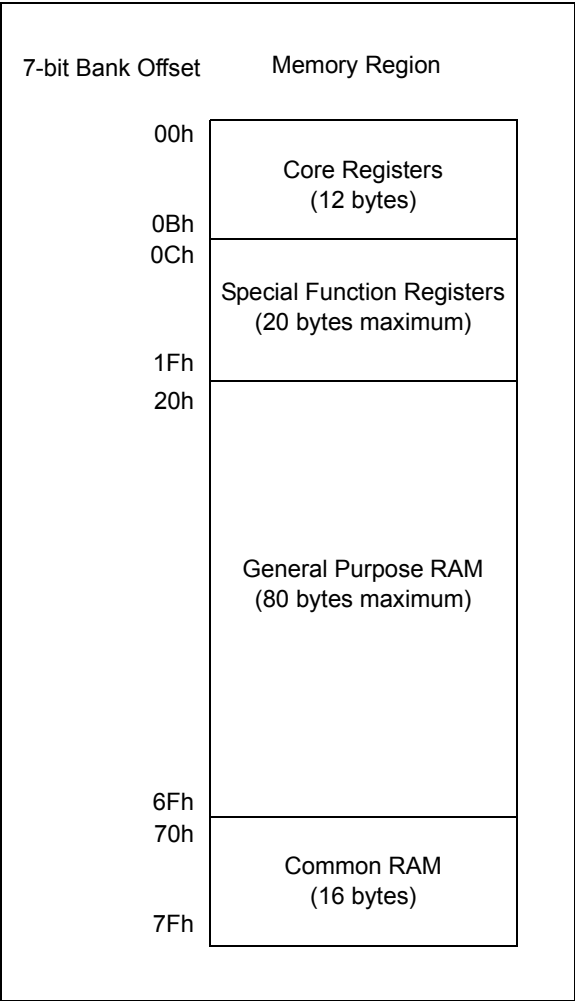 7-bit Bank Offset Memory Region
00h
Core Registers
(12 bytes)
0Bh
0Ch
Special Function Registers
(20 bytes maximum)
1Fh
20h
General Purpose RAM
(80 bytes maximum)
6Fh
70h
Common RAM
(16 bytes)
7Fh